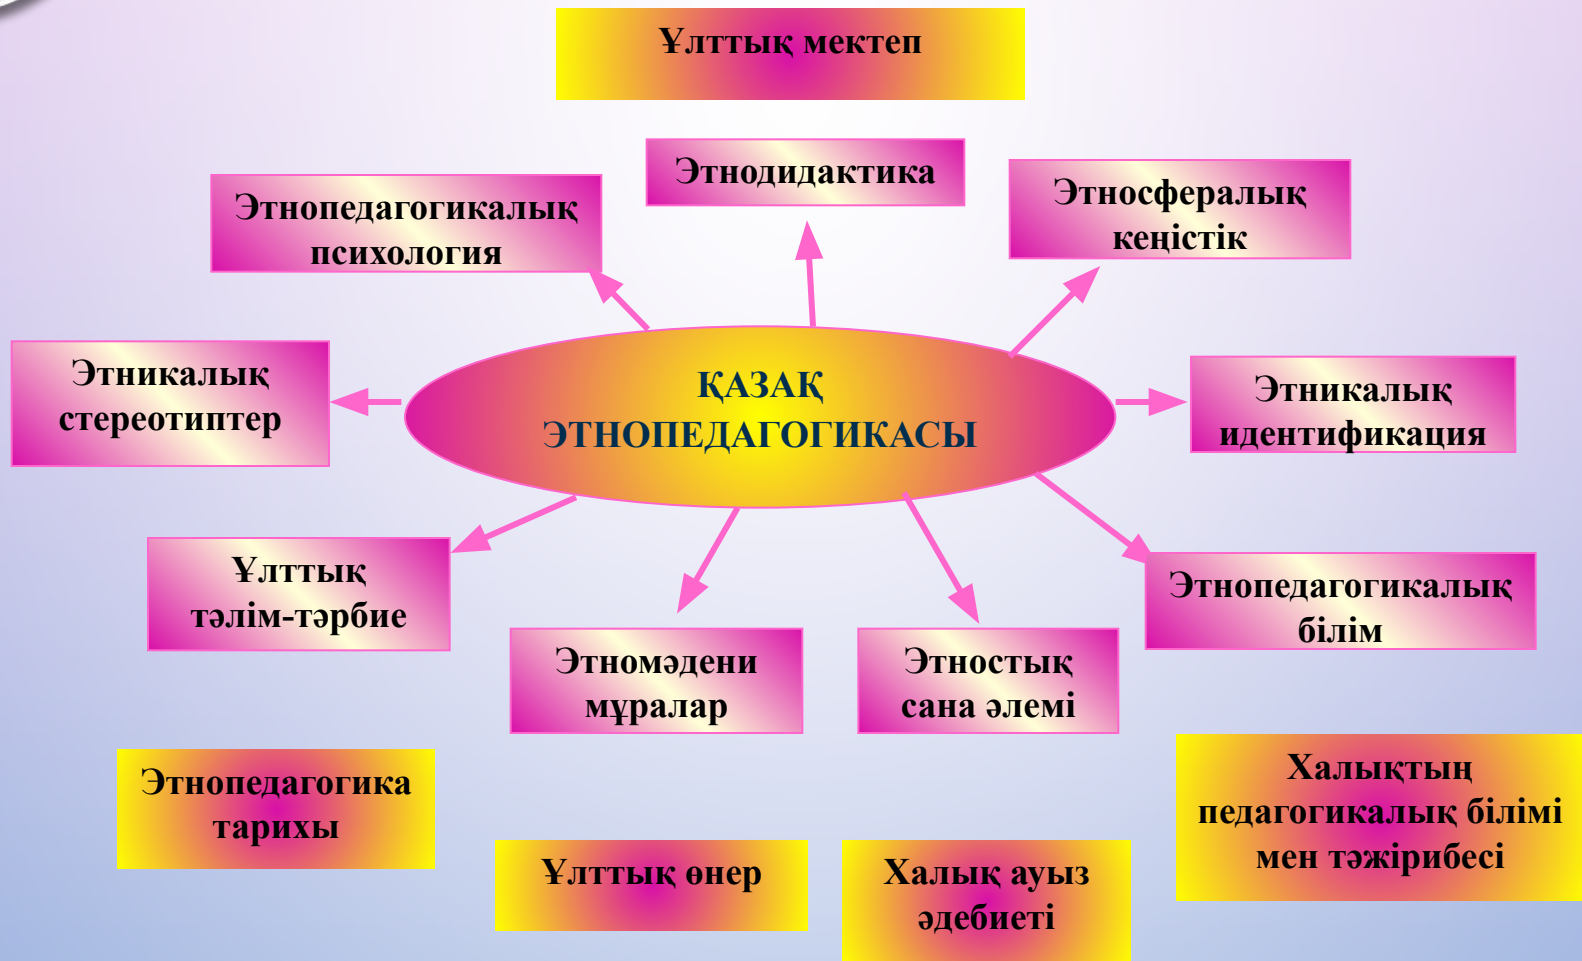 Ұлттық мектеп
Этнодидактика
Этнопедагогикалық
психология
Этносфералық
кеңістік
Этникалық
стереотиптер
ҚАЗАҚ
ЭТНОПЕДАГОГИКАСЫ
Этникалық
идентификация
Ұлттық
тәлім-тәрбие
Этномәдени
мұралар
Этностық
сана әлемі
Этнопедагогикалық
білім
Этнопедагогика
тарихы
Ұлттық өнер
Халық ауыз
әдебиеті
Халықтың
педагогикалық білімі
мен тәжірибесі